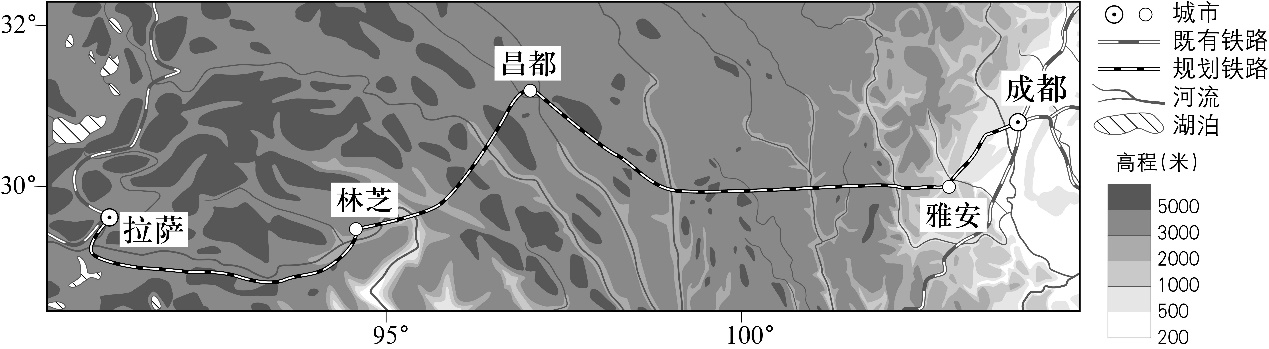 32°
30°
95°
100°
昌都
成都
林芝
拉萨
雅安
城市
既有铁路
规划铁路
河流
湖泊
高程(米)
5000
3000
2000
1000
500
200